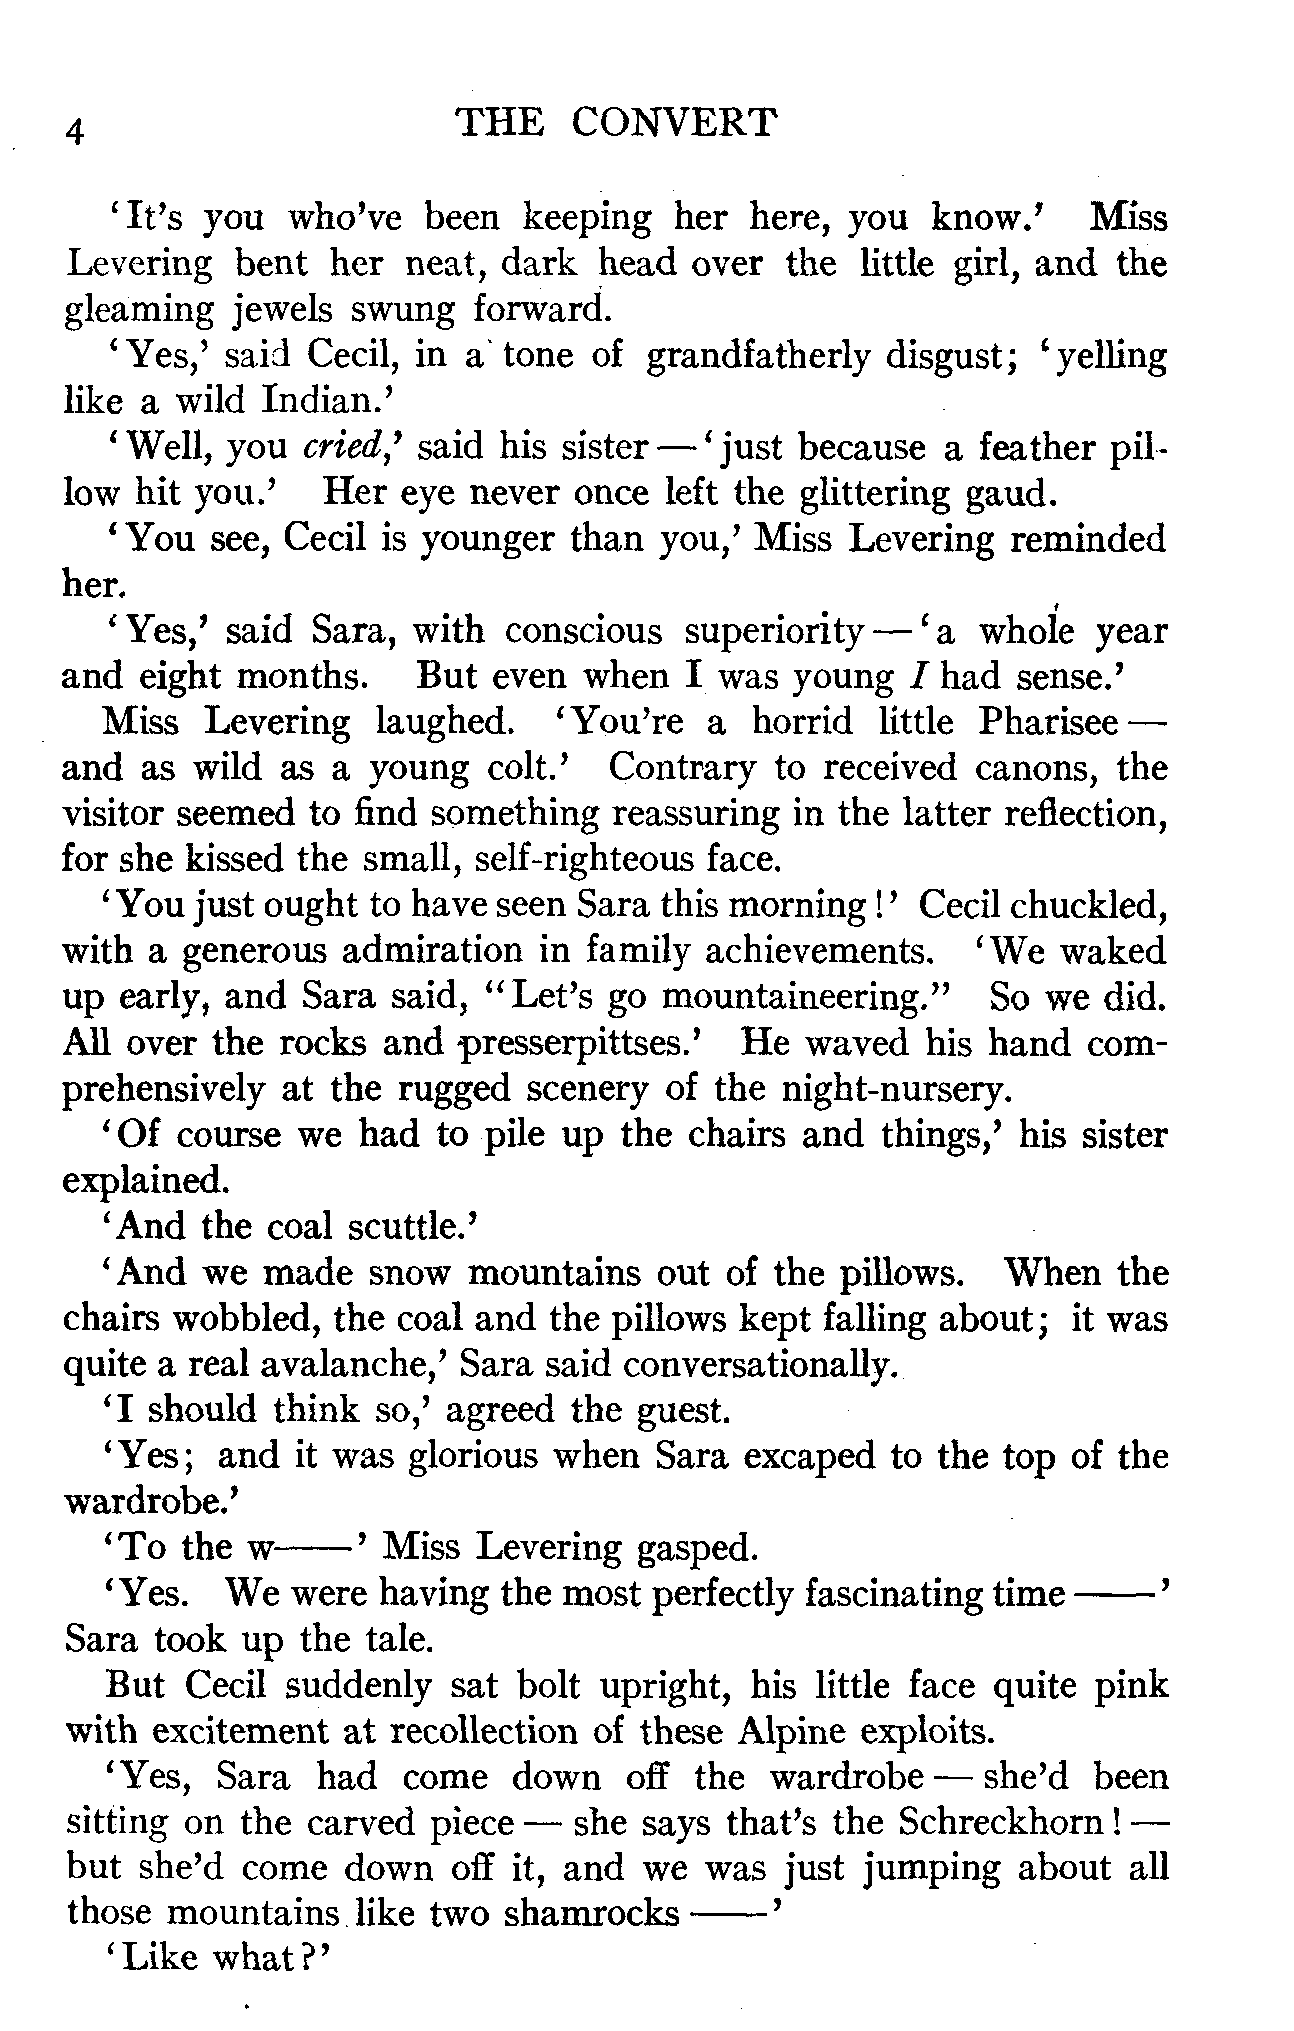 4
THE CONVERT
'It's you who've been keeping her here, you know.' Miss
Levering bent her neat, dark head over the little girl, and the
gleaming jewels swung forward.
'Yes,' said Cecil, in a tone of grandfatherly disgust; 'yelling
like a wild Indian.'
'Well, you cried,' said his sister — 'just because a feather pil-
low hit you.' Her eye never once left the glittering gaud.
'You see, Cecil is younger than you,' Miss Levering reminded
her.
'Yes,' said Sara, with conscious superiority — 'a whole year
and eight months. But even when I was young I had sense.'
Miss Levering laughed. 'You're a horrid little Pharisee —
and as wild as a young colt.' Contrary to received canons, the
visitor seemed to find something reassuring in the latter reflection,
for she kissed the small, self-righteous face.
'You just ought to have seen Sara this morning!' Cecil chuckled,
with a generous admiration in family achievements. 'We waked
up early, and Sara said, "Let's go mountaineering." So we did.
All over the rocks and presserpittses.' He waved his hand com-
prehensively at the rugged scenery of the night-nursery.
'Of course we had to pile up the chairs and things,' his sister
explained.
'And the coal scuttle.'
'And we made snow mountains out of the pillows. When the
chairs wobbled, the coal and the pillows kept falling about; it was
quite a real avalanche,' Sara said conversationally.
'I should think so,' agreed the guest.
'Yes; and it was glorious when Sara excaped to the top of the
wardrobe.'
'To the w——' Miss Levering gasped.
'Yes. We were having the most perfectly fascinating time ——'
Sara took up the tale.
But Cecil suddenly sat bolt upright, his little face quite pink
with excitement at recollection of these Alpine exploits.
'Yes, Sara had come down off the wardrobe — she'd been
sitting on the carved piece — she says that's the Schreckhorn! —
but she'd come down off it, and we was just jumping about all
those mountains like two shamrocks ——'
'Like what?'